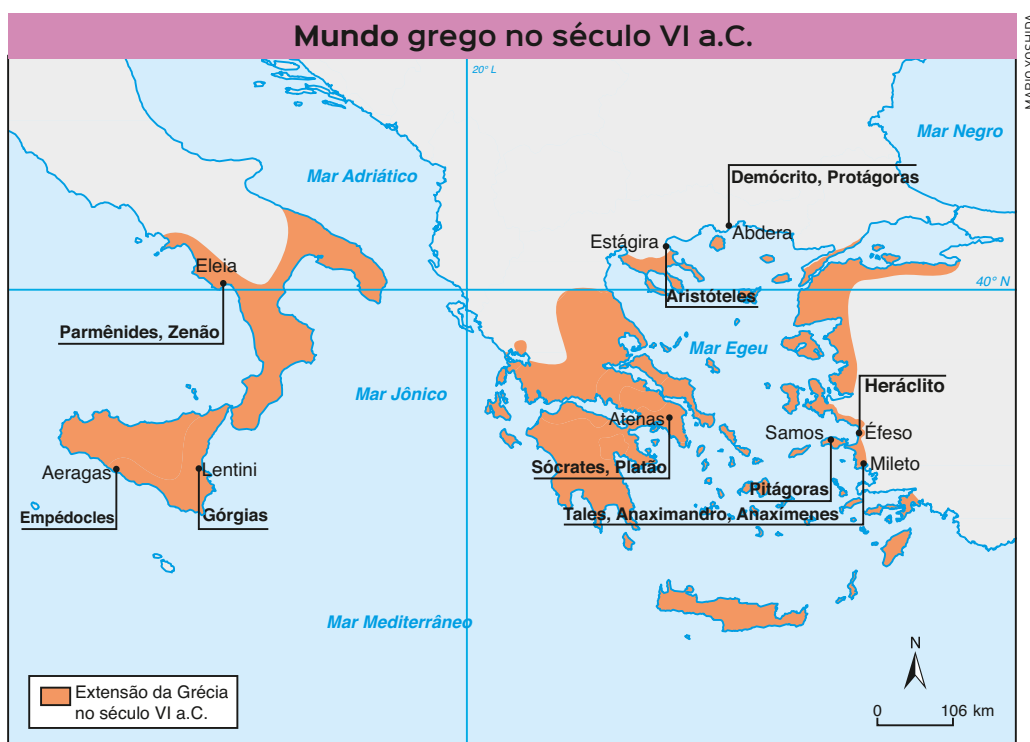 Mundo grego no século VI a.C.
MARIO YOSHIDA
20° L
Mar Negro
Mar Adriático
Demócrito, Protágoras
Estágira
Abdera
Eleia
40° N
Aristóteles
Parmênides, Zenão
Mar Egeu
Heráclito
Mar Jônico
Atenas
Samos
Éfeso
Aeragas
Lentini
Sócrates, Platão
Mileto
Pitágoras
Empédocles
Górgias
Tales, Anaximandro, Anaxímenes
Mar Mediterrâneo
N
Extensão da Grécia
no século VI a.C.
0 106 km